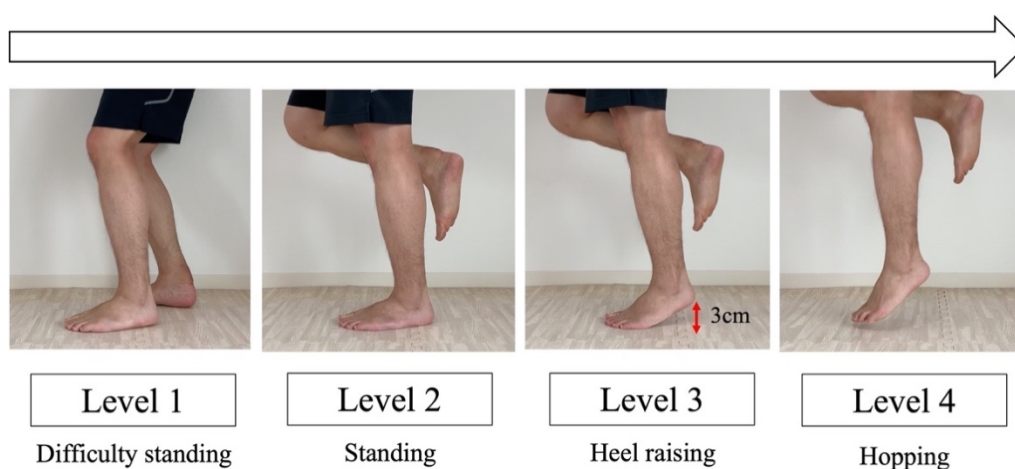 3cm
Level 1
Level 2
Level 3
Level 4
Difficulty standing
Standing
Heel raising
Hopping